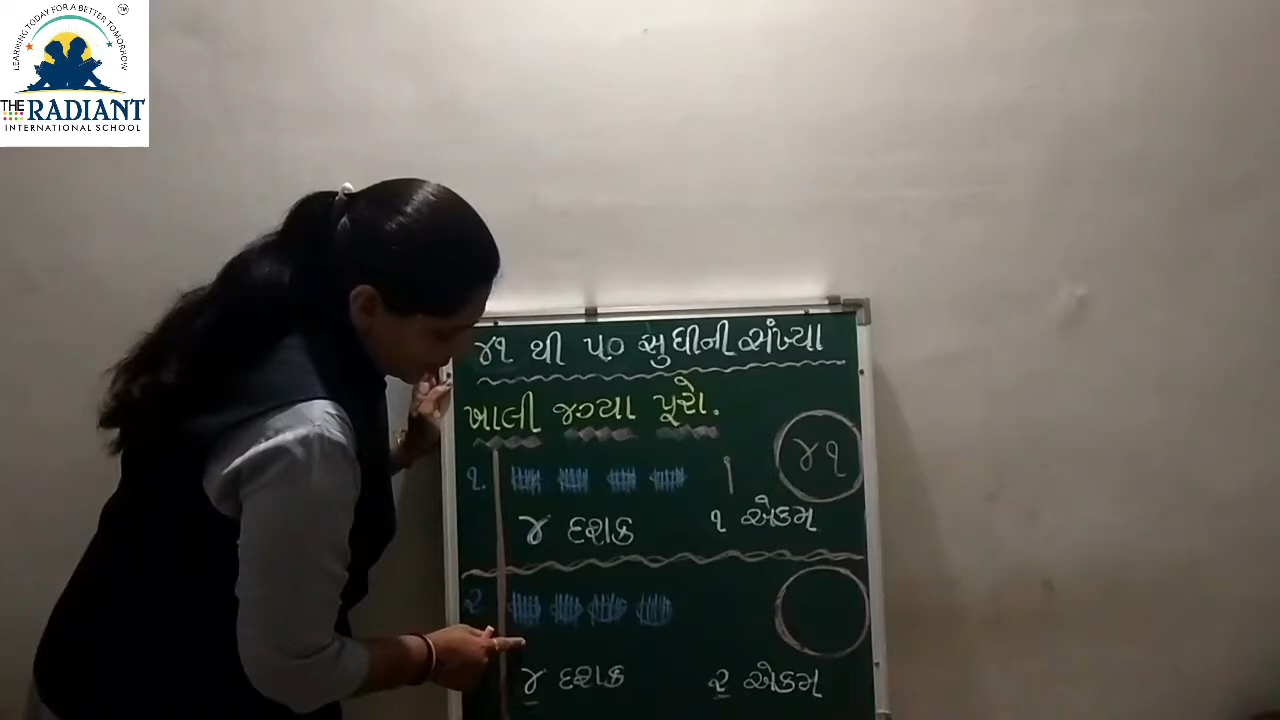 LEARNING TODAY FOR A BETTER TOMORROW
TM
THE RADIANT
INTERNATIONAL SCHOOL
૪૧ થી ૫૦ સુધીની સંખ્યા
ખાલી જગ્યા પૂરો.
૧. ૪૧
૪ દશક ૧ એકમ
૨
૪ દશક ૨ એકમ